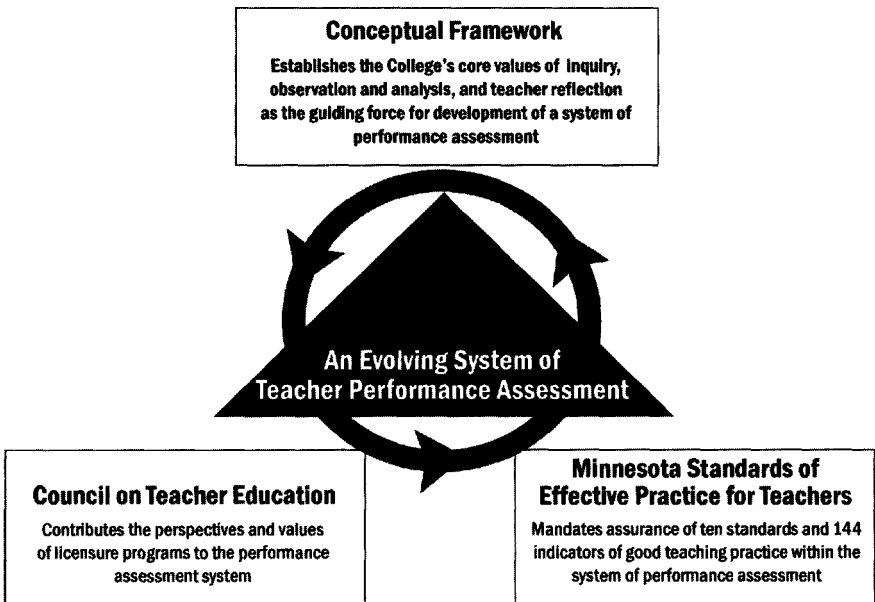 Conceptual Framework
Establishes the College's core values of inquiry,
observation and analysis, and teacher reflection
as the guiding force for development of a system of
performance assessment
An Evolving System of
Teacher Performance Assessment
Council on Teacher Education
Contributes the perspectives and values
of licensure programs to the performance
assessment system
Minnesota Standards of
Effective Practice for Teachers
Mandates assurance of ten standards and 144
indicators of good teaching practice within the
system of performance assessment